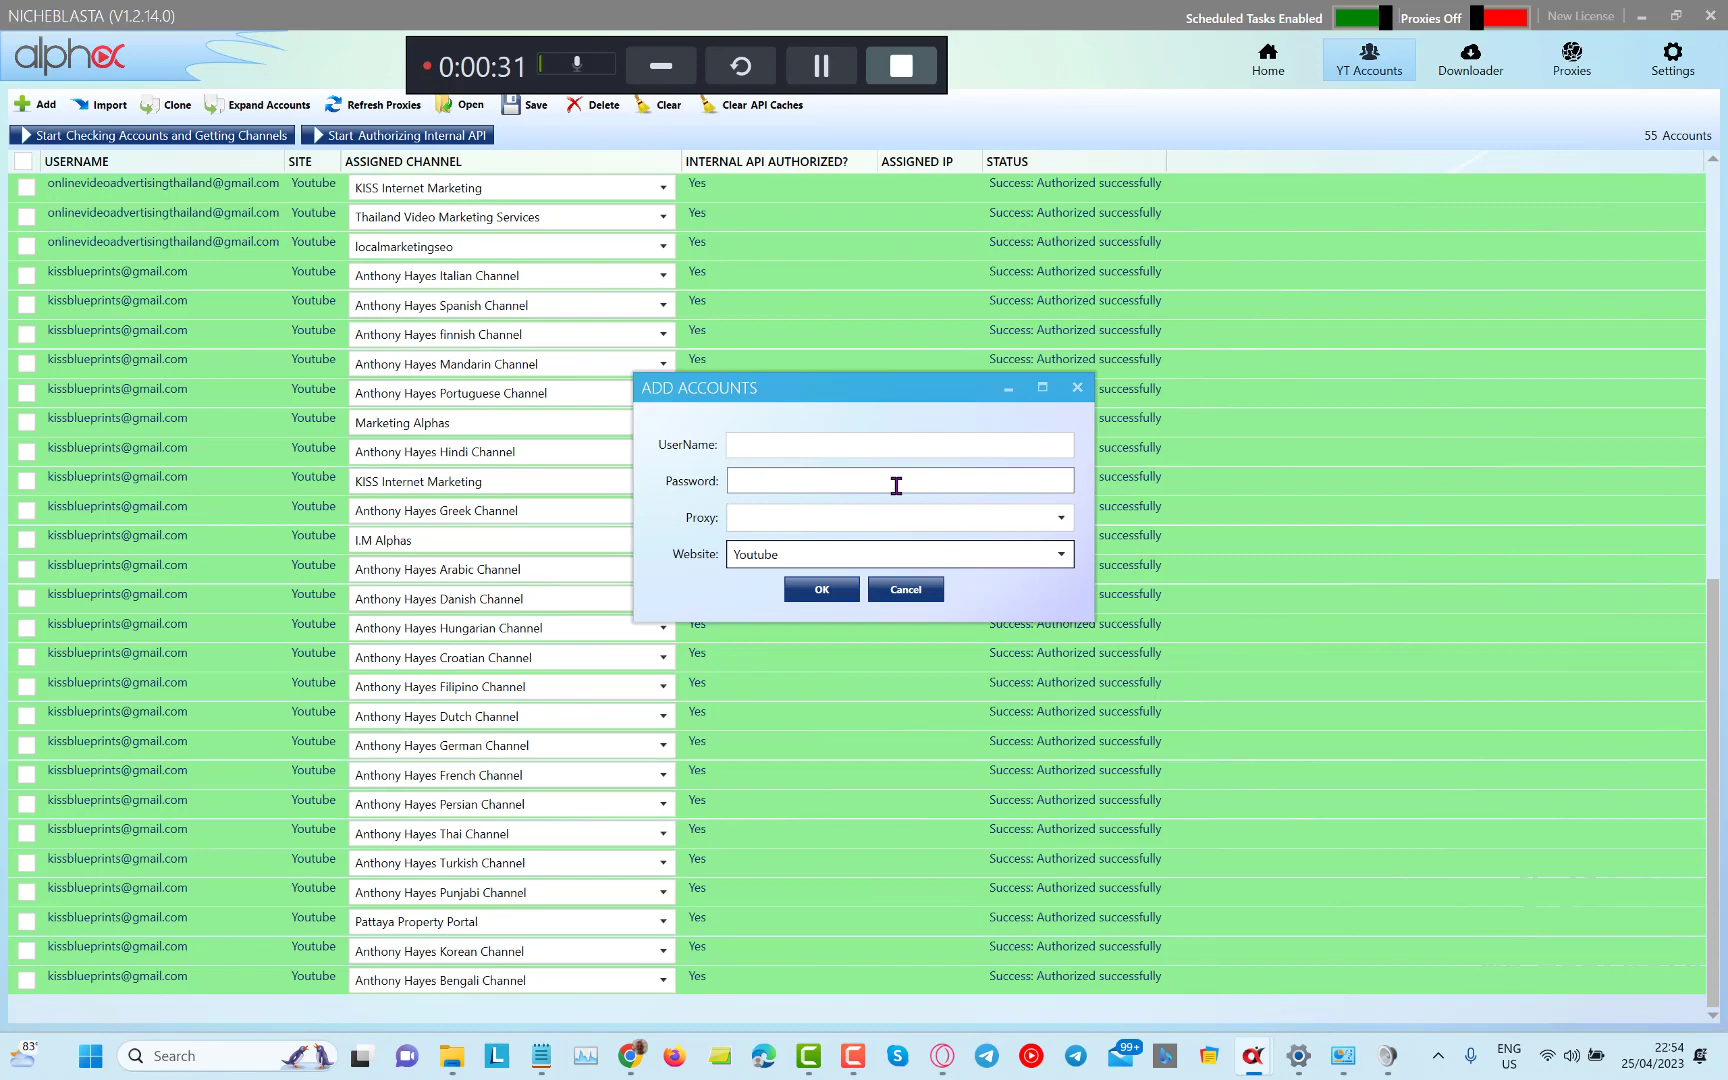 NICHEBLASTA (V1.2.14.0)
Scheduled Tasks Enabled
Proxies Off
New License
alpha
0:00:31
Home
YT Accounts
Downloader
Proxies
Settings
Add
Import
Clone
Expand Accounts
Refresh Proxies
Open
Save
Delete
Clear
Clear API Caches
Start Checking Accounts and Getting Channels
Start Authorizing Internal API
55 Accounts
USERNAME SITE ASSIGNED CHANNEL INTERNAL API AUTHORIZED? ASSIGNED IP STATUS
onlinevideoadvertisingthailand@gmail.com Youtube KISS Internet Marketing Yes Success: Authorized successfully
onlinevideoadvertisingthailand@gmail.com Youtube Thailand Video Marketing Services Yes Success: Authorized successfully
onlinevideoadvertisingthailand@gmail.com Youtube localmarketingseo Yes Success: Authorized successfully
kissblueprints@gmail.com Youtube Anthony Hayes Italian Channel Yes Success: Authorized successfully
kissblueprints@gmail.com Youtube Anthony Hayes Spanish Channel Yes Success: Authorized successfully
kissblueprints@gmail.com Youtube Anthony Hayes finnish Channel Yes Success: Authorized successfully
kissblueprints@gmail.com Youtube Anthony Hayes Mandarin Channel Yes Success: Authorized successfully
kissblueprints@gmail.com Youtube Anthony Hayes Portuguese Channel successfully
kissblueprints@gmail.com Youtube Marketing Alphas successfully
kissblueprints@gmail.com Youtube Anthony Hayes Hindi Channel successfully
kissblueprints@gmail.com Youtube KISS Internet Marketing successfully
kissblueprints@gmail.com Youtube Anthony Hayes Greek Channel successfully
kissblueprints@gmail.com Youtube I.M Alphas successfully
kissblueprints@gmail.com Youtube Anthony Hayes Arabic Channel successfully
kissblueprints@gmail.com Youtube Anthony Hayes Danish Channel successfully
kissblueprints@gmail.com Youtube Anthony Hayes Hungarian Channel Yes Success: Authorized successfully
kissblueprints@gmail.com Youtube Anthony Hayes Croatian Channel Yes Success: Authorized successfully
kissblueprints@gmail.com Youtube Anthony Hayes Filipino Channel Yes Success: Authorized successfully
kissblueprints@gmail.com Youtube Anthony Hayes Dutch Channel Yes Success: Authorized successfully
kissblueprints@gmail.com Youtube Anthony Hayes German Channel Yes Success: Authorized successfully
kissblueprints@gmail.com Youtube Anthony Hayes French Channel Yes Success: Authorized successfully
kissblueprints@gmail.com Youtube Anthony Hayes Persian Channel Yes Success: Authorized successfully
kissblueprints@gmail.com Youtube Anthony Hayes Thai Channel Yes Success: Authorized successfully
kissblueprints@gmail.com Youtube Anthony Hayes Turkish Channel Yes Success: Authorized successfully
kissblueprints@gmail.com Youtube Anthony Hayes Punjabi Channel Yes Success: Authorized successfully
kissblueprints@gmail.com Youtube Pattaya Property Portal Yes Success: Authorized successfully
kissblueprints@gmail.com Youtube Anthony Hayes Korean Channel Yes Success: Authorized successfully
kissblueprints@gmail.com Youtube Anthony Hayes Bengali Channel Yes Success: Authorized successfully
ADD ACCOUNTS
UserName:
Password:
Proxy:
Website: Youtube
OK
Cancel
83°
Search
L
99+
ENG
US
22:54
25/04/2023